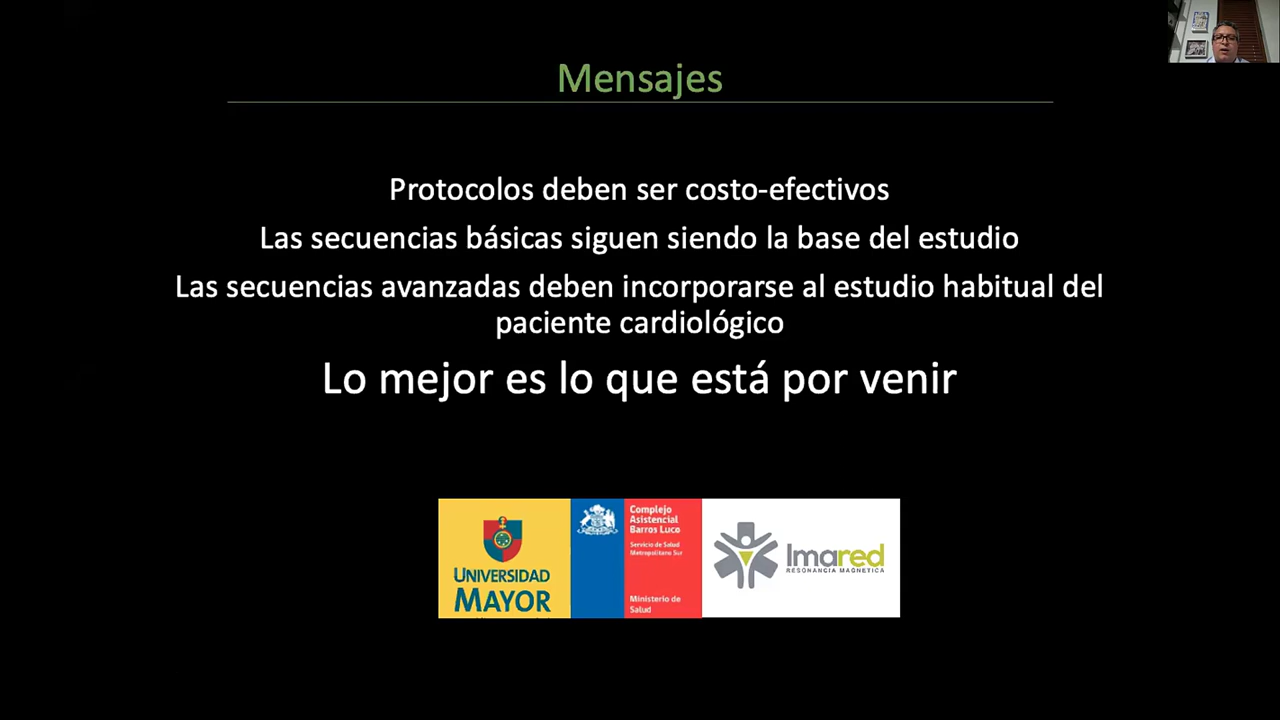 Mensajes
Protocolos deben ser costo-efectivos
Las secuencias básicas siguen siendo la base del estudio
Las secuencias avanzadas deben incorporarse al estudio habitual del
paciente cardiológico
Lo mejor es lo que está por venir
UNIVERSIDAD
MAYOR
Complejo
Asistencial
Barros Luco
Servicio de Salud
Metropolitano Sur
Ministerio de
Salud
Imared
RESONANCIA MAGNETICA